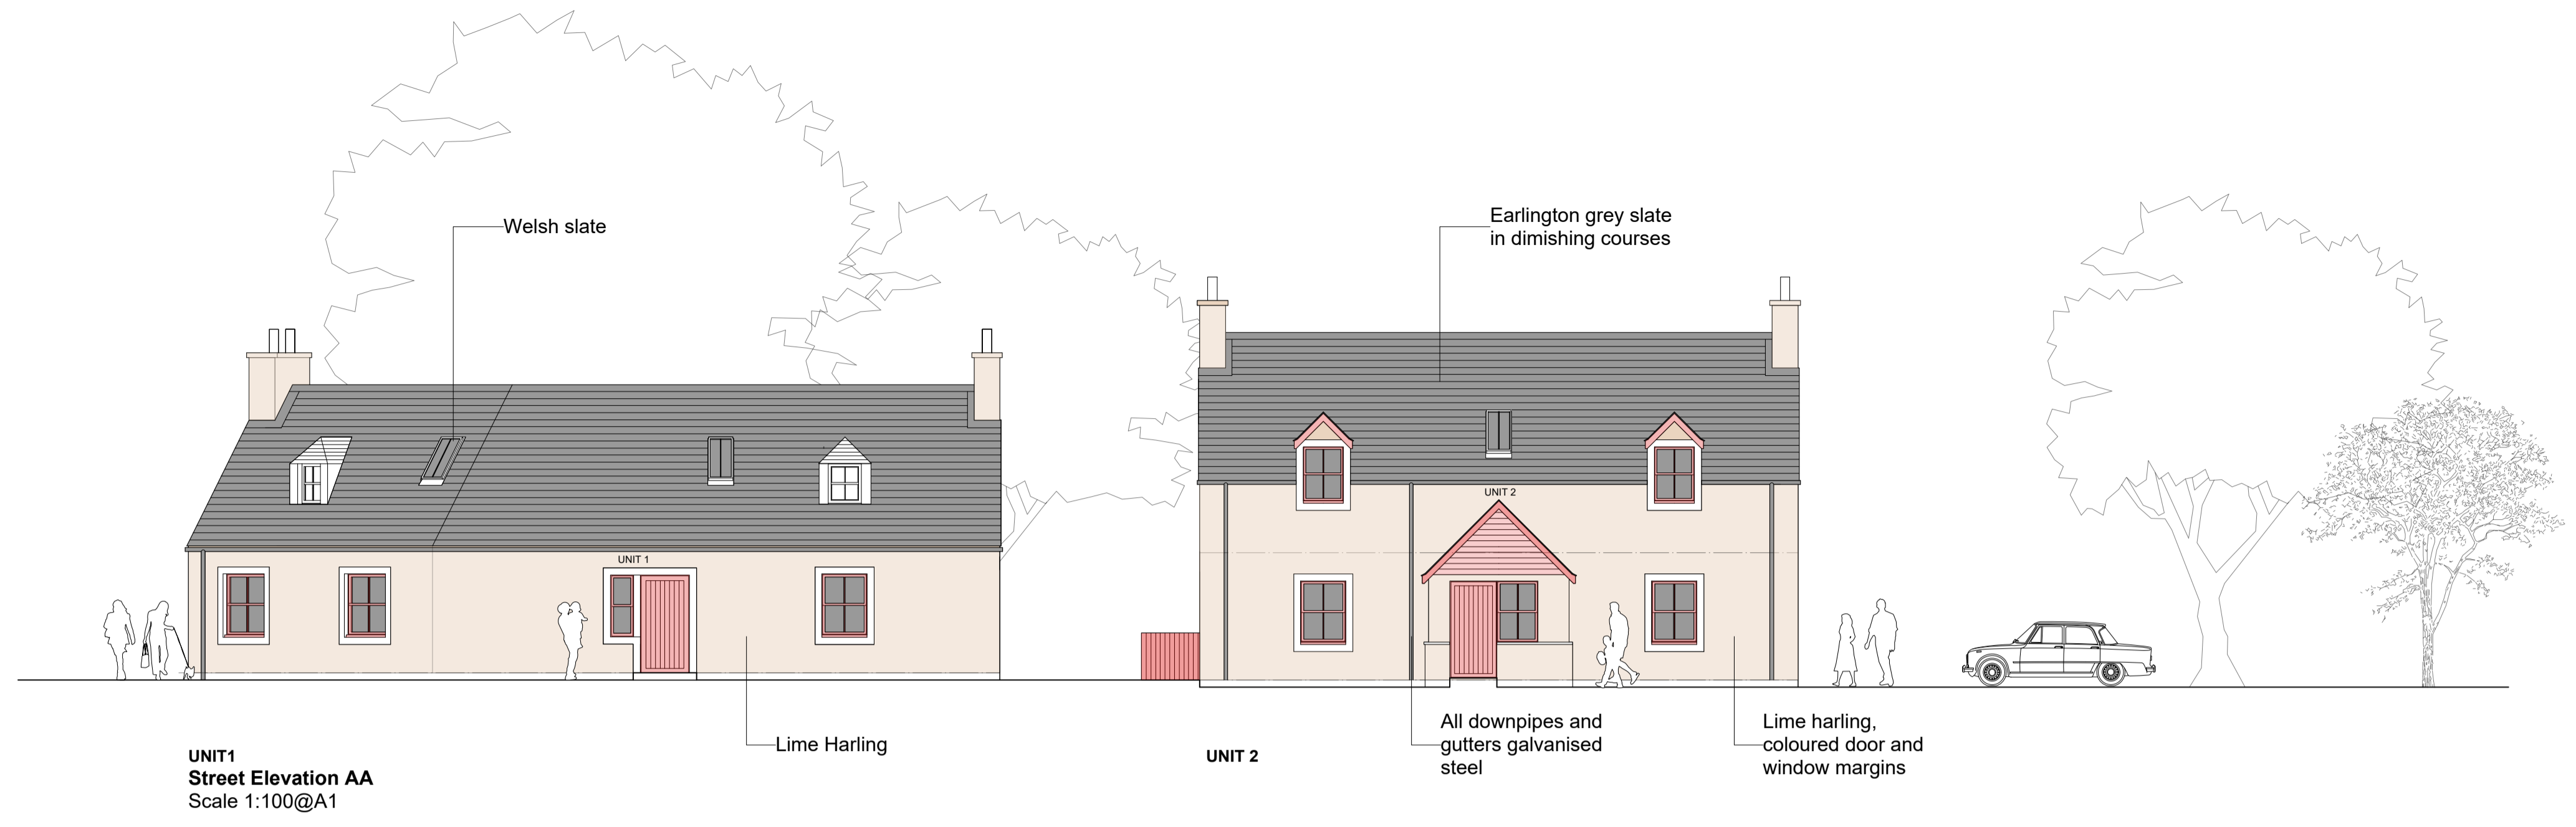 Welsh slate
Earlington grey slate
in dimishing courses
UNIT 1
UNIT 2
Lime Harling
All downpipes and
gutters galvanised
steel
Lime harling,
coloured door and
window margins
UNIT1
Street Elevation AA
Scale 1:100@A1
UNIT 2